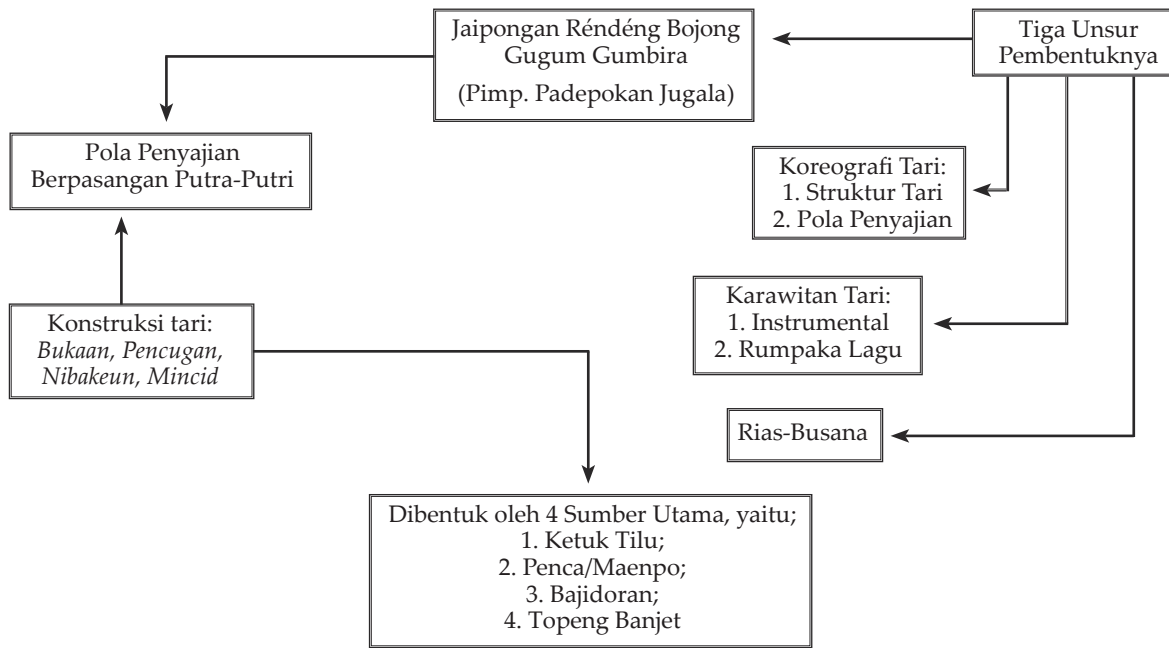 Jaipongan Réndéng Bojong
Gugum Gumbira
(Pimp. Padepokan Jugala)
Tiga Unsur
Pembentuknya
Pola Penyajian
Berpasangan Putra-Putri
Koreografi Tari:
1. Struktur Tari
2. Pola Penyajian
Konstruksi tari:
Bukaan, Pencugan,
Nibakeun, Mincid
Karawitan Tari:
1. Instrumental
2. Rumpaka Lagu
Rias-Busana
Dibentuk oleh 4 Sumber Utama, yaitu;
1. Ketuk Tilu;
2. Penca/Maenpo;
3. Bajidoran;
4. Topeng Banjet